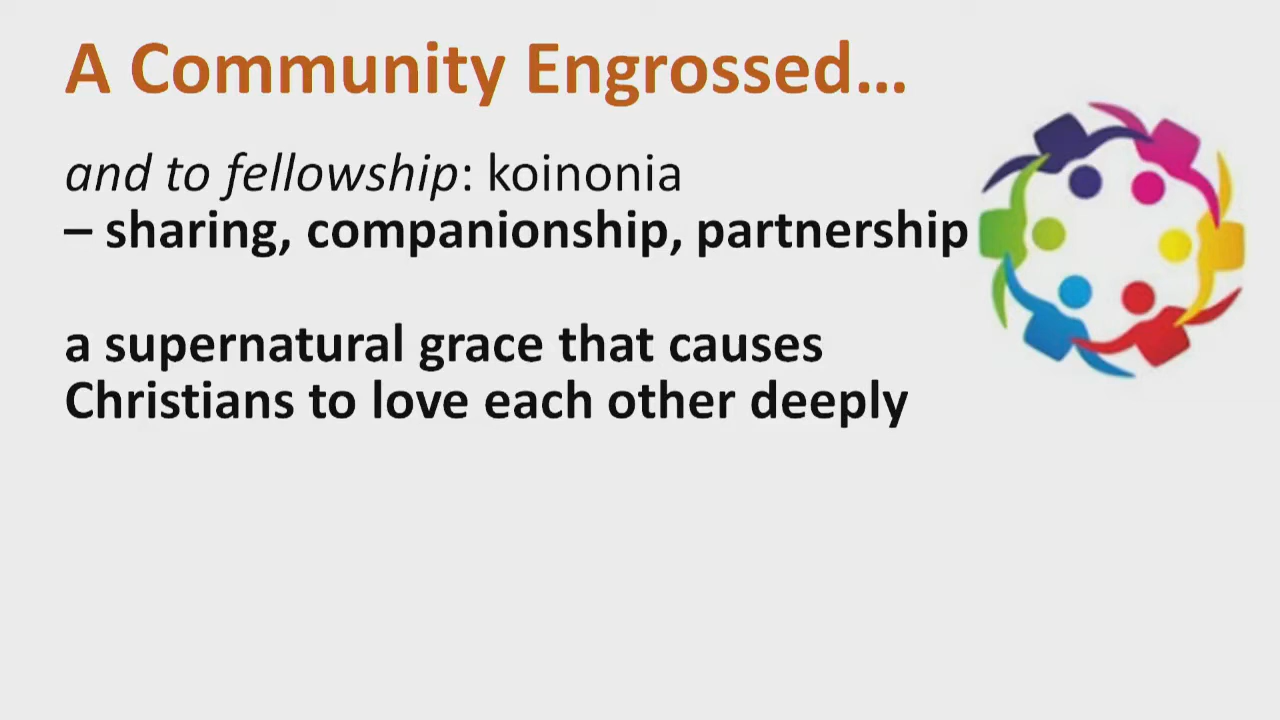 A Community Engrossed...
and to fellowship: koinonia
– sharing, companionship, partnership
a supernatural grace that causes
Christians to love each other deeply